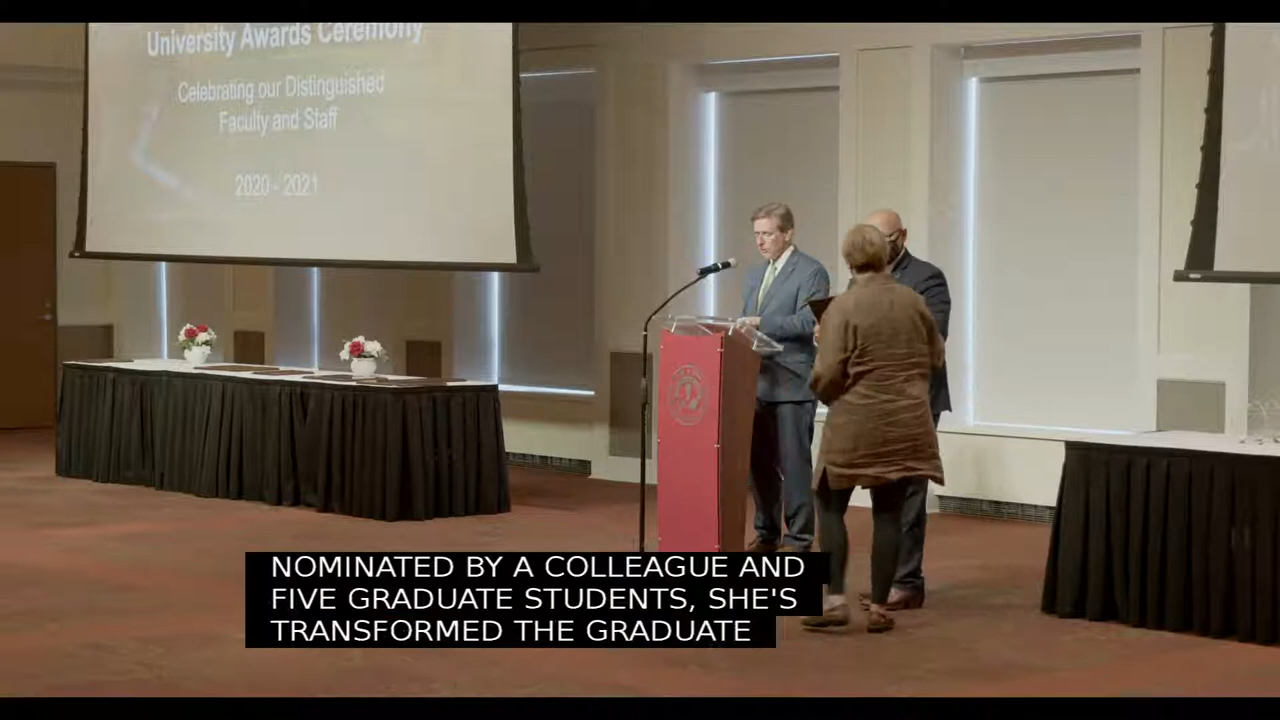 University Awards Ceremony
Celebrating our Distinguished
Faculty and Staff
2020 - 2021
NOMINATED BY A COLLEAGUE AND
FIVE GRADUATE STUDENTS, SHE'S
TRANSFORMED THE GRADUATE